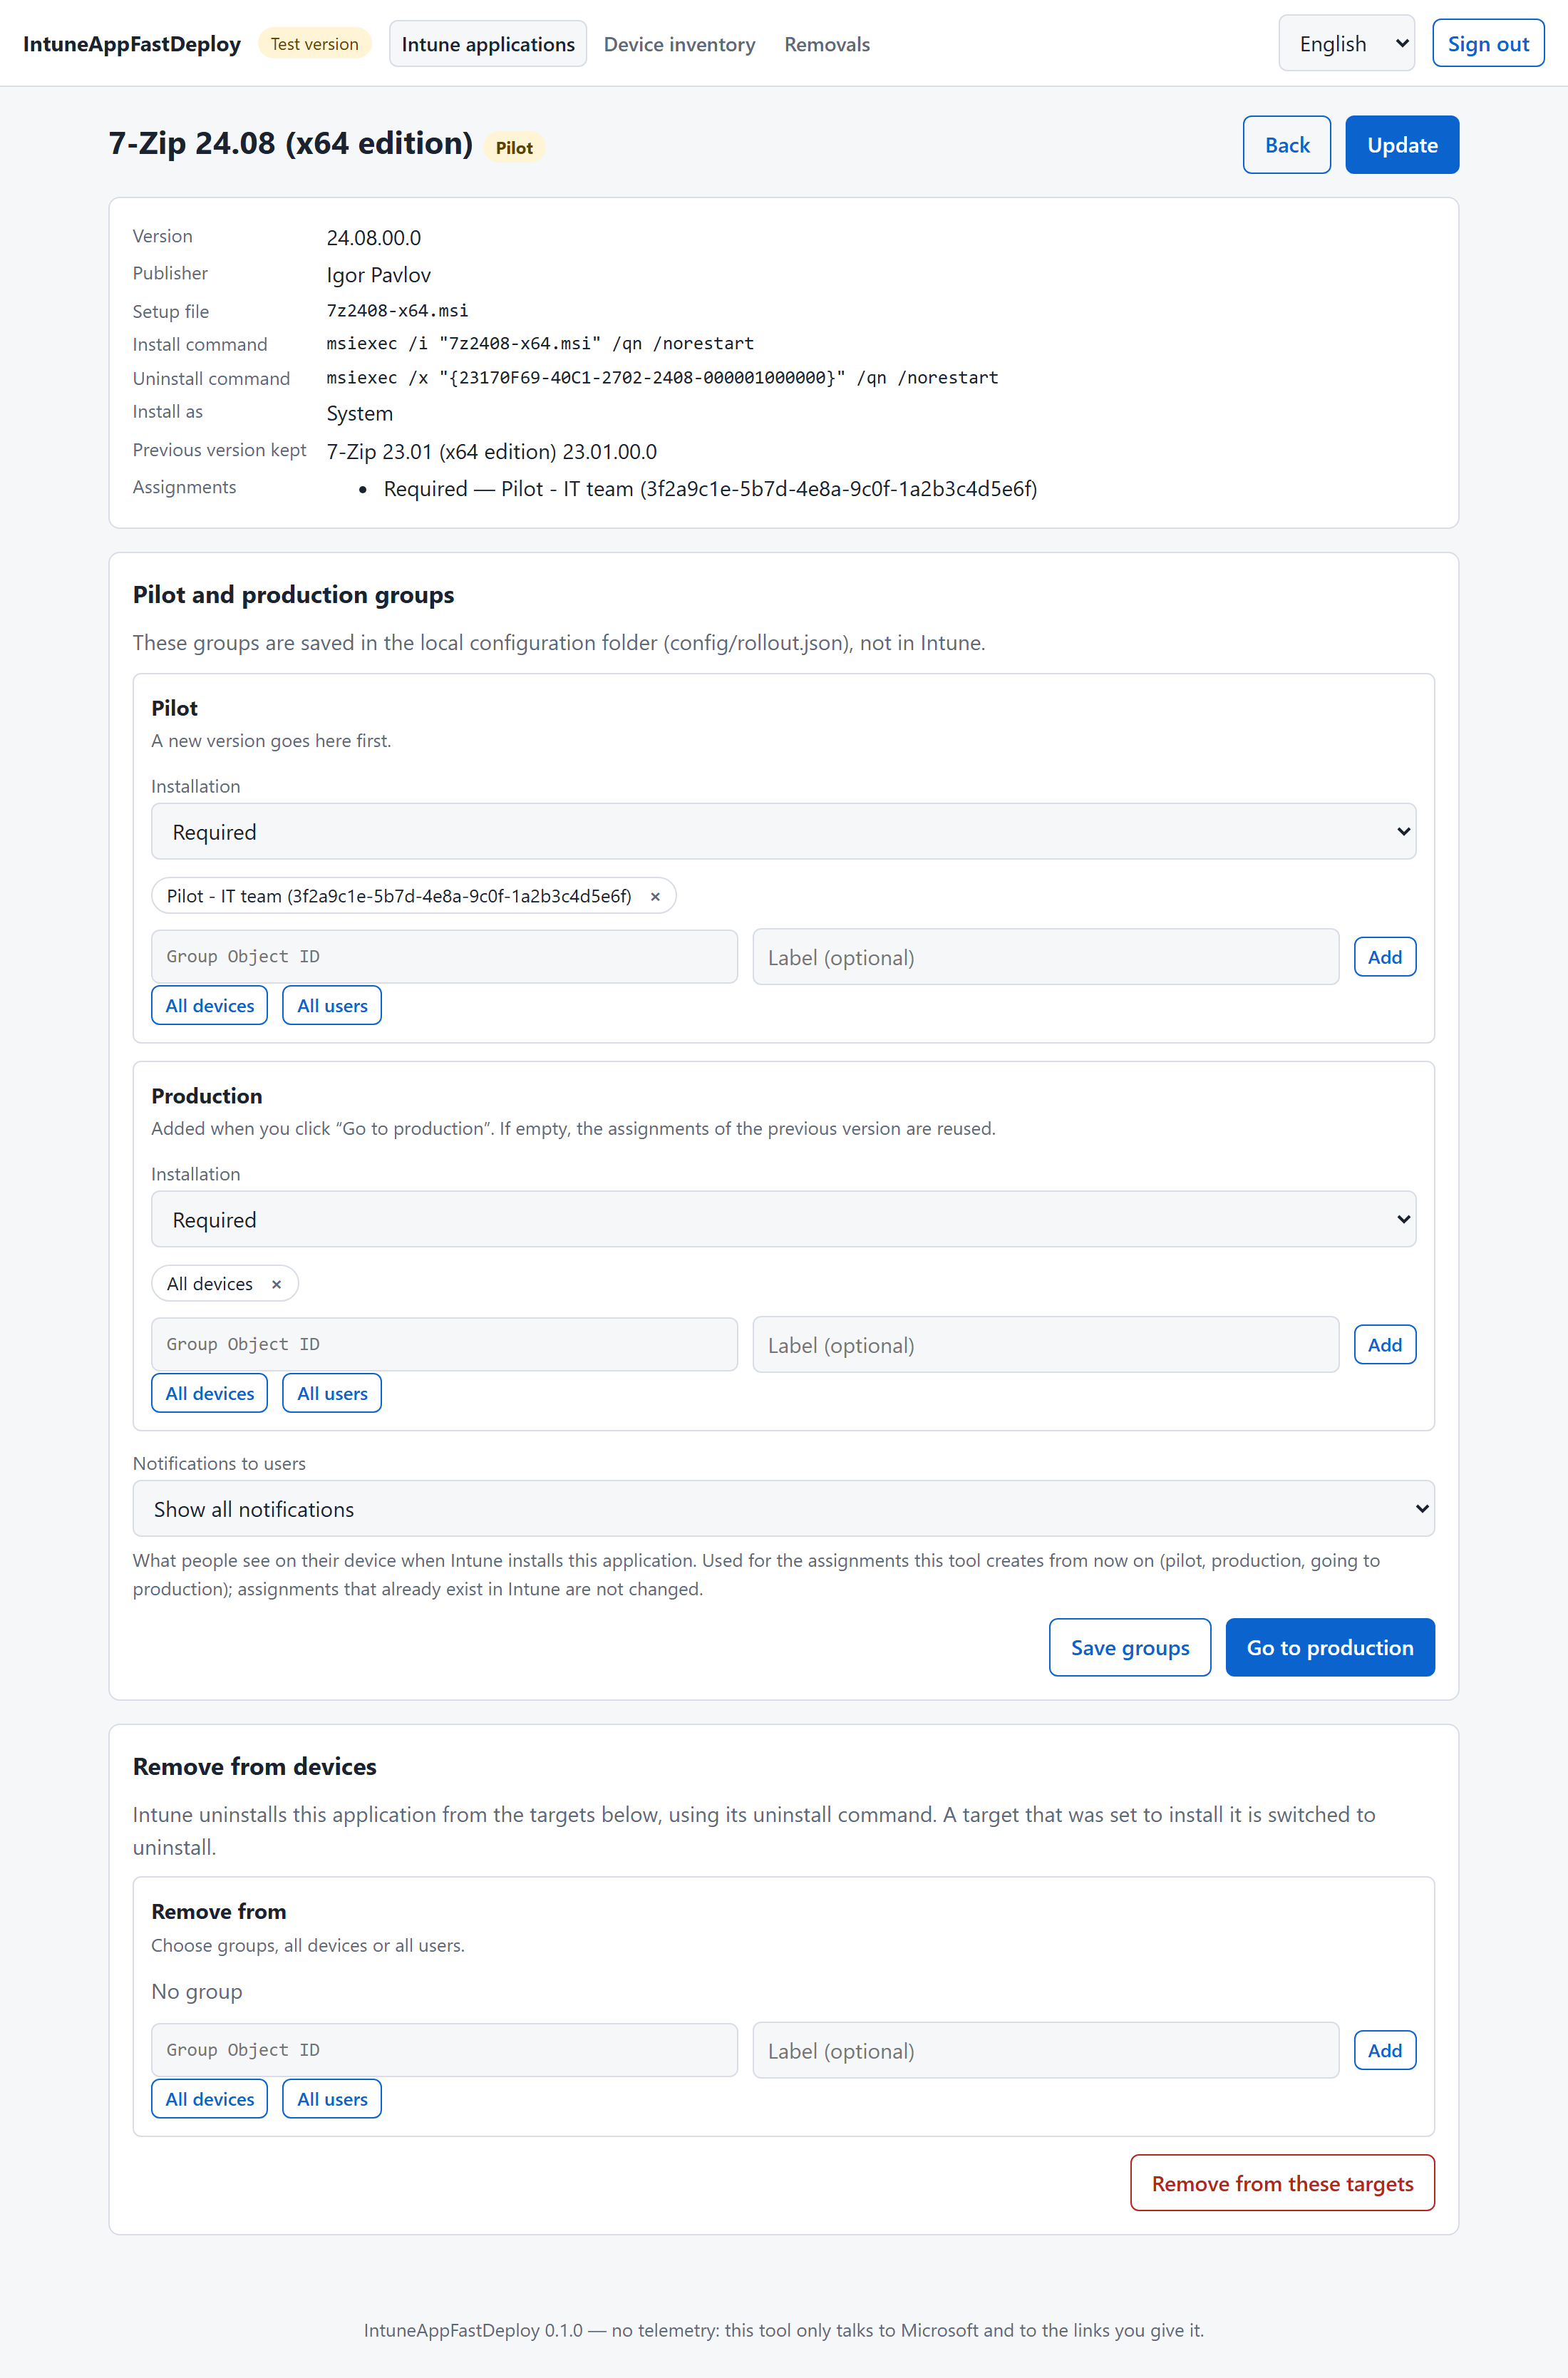 IntuneAppFastDeploy Test version Intune applications Device inventory Removals English Sign out
7-Zip 24.08 (x64 edition) Pilot Back Update
Version 24.08.00.0
Publisher Igor Pavlov
Setup file 7z2408-x64.msi
Install command msiexec /i "7z2408-x64.msi" /qn /norestart
Uninstall command msiexec /x "{23170F69-40C1-2702-2408-000001000000}" /qn /norestart
Install as System
Previous version kept 7-Zip 23.01 (x64 edition) 23.01.00.0
Assignments • Required — Pilot - IT team (3f2a9c1e-5b7d-4e8a-9c0f-1a2b3c4d5e6f)
Pilot and production groups
These groups are saved in the local configuration folder (config/rollout.json), not in Intune.
Pilot
A new version goes here first.
Installation
Required
Pilot - IT team (3f2a9c1e-5b7d-4e8a-9c0f-1a2b3c4d5e6f) ×
Group Object ID Label (optional) Add
All devices All users
Production
Added when you click “Go to production”. If empty, the assignments of the previous version are reused.
Installation
Required
All devices ×
Group Object ID Label (optional) Add
All devices All users
Notifications to users
Show all notifications
What people see on their device when Intune installs this application. Used for the assignments this tool creates from now on (pilot, production, going to
production); assignments that already exist in Intune are not changed.
Save groups Go to production
Remove from devices
Intune uninstalls this application from the targets below, using its uninstall command. A target that was set to install it is switched to
uninstall.
Remove from
Choose groups, all devices or all users.
No group
Group Object ID Label (optional) Add
All devices All users
Remove from these targets
IntuneAppFastDeploy 0.1.0 — no telemetry: this tool only talks to Microsoft and to the links you give it.